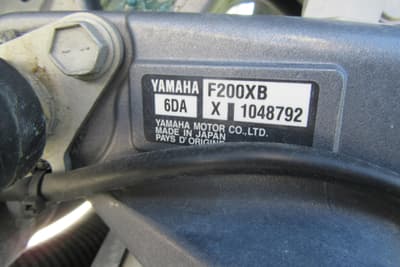 YAMAHA F200XB
6DA X 1048792
YAMAHA MOTOR CO.,LTD.
MADE IN JAPAN
PAYS D'ORIGINE